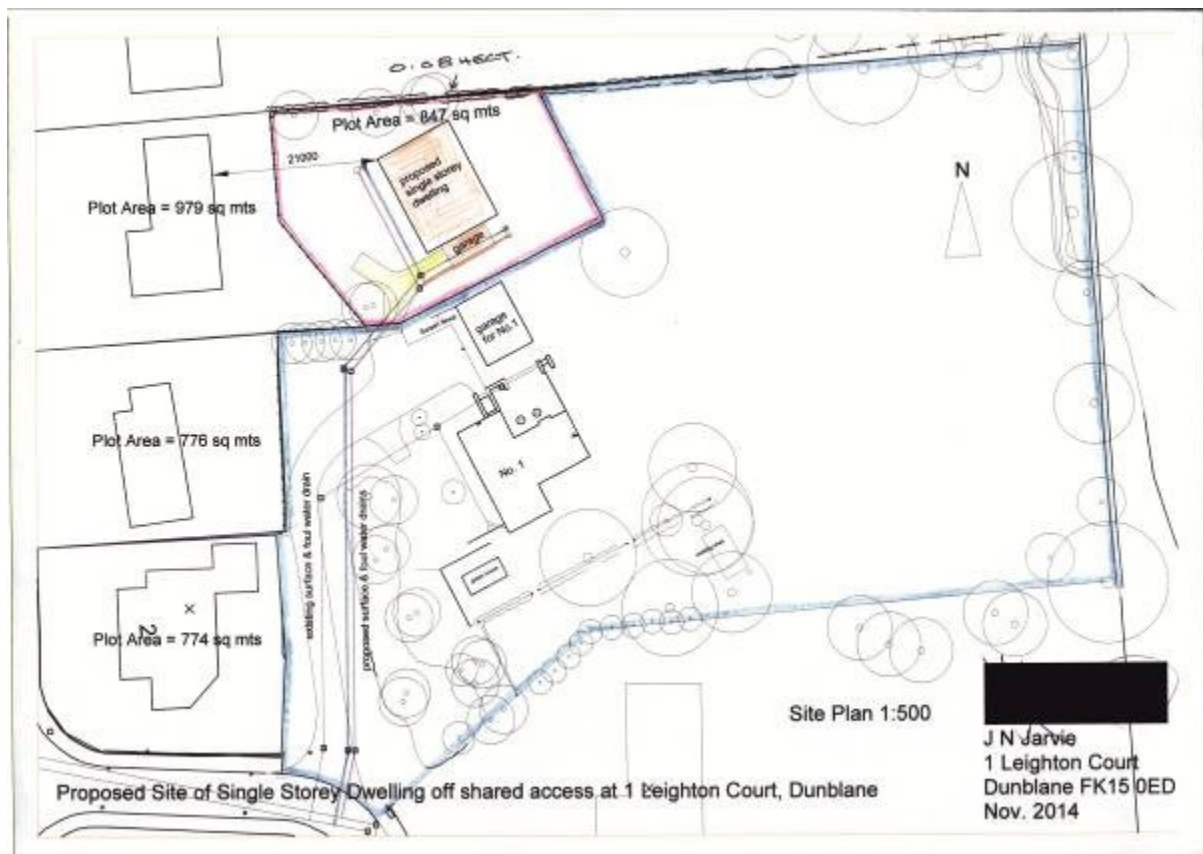 0.08 HECT.
Plot Area = 847 sq mts
21000
proposed
single storey
dwelling
garage
Plot Area = 979 sq mts
N
garage
for No. 1
Plot Area = 776 sq mts
No. 1
existing surface & foul water drain
proposed surface & foul water drains
2
Plot Area = 774 sq mts
Site Plan 1:500
J N Jarvie
1 Leighton Court
Dunblane FK15 0ED
Nov. 2014
Proposed Site of Single Storey Dwelling off shared access at 1 Leighton Court, Dunblane